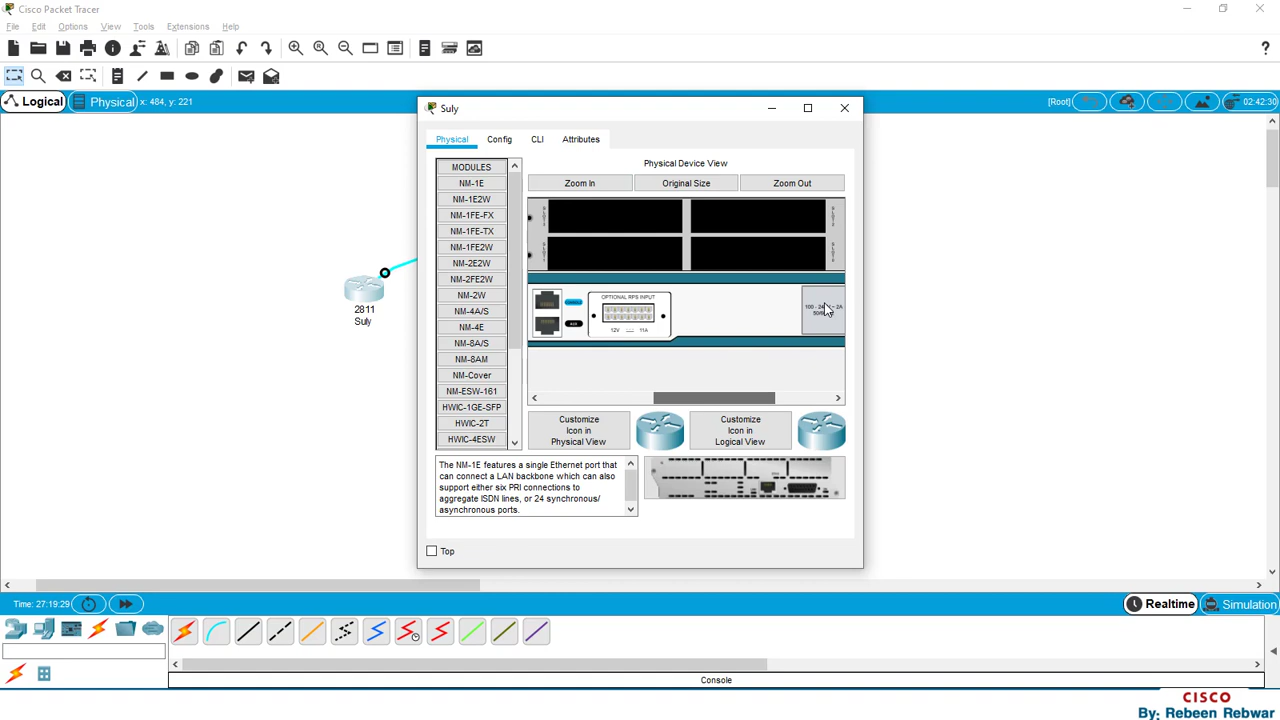 Cisco Packet Tracer
File Edit Options View Tools Extensions Help
Logical Physical x: 484, y: 221 [Root] 02:42:30
Suly
Physical Config CLI Attributes
MODULES
NM-1E
NM-1E2W
NM-1FE-FX
NM-1FE-TX
NM-1FE2W
NM-2E2W
NM-2FE2W
NM-2W
NM-4A/S
NM-4E
NM-8A/S
NM-8AM
NM-Cover
NM-ESW-161
HWIC-1GE-SFP
HWIC-2T
HWIC-4ESW
Physical Device View
Zoom In Original Size Zoom Out
OPTIONAL RPS INPUT
12V 11A
Customize
Icon in
Physical View
Customize
Icon in
Logical View
The NM-1E features a single Ethernet port that
can connect a LAN backbone which can also
support either six PRI connections to
aggregate ISDN lines, or 24 synchronous/
asynchronous ports.
Top
2811
Suly
Time: 27:19:29 Realtime Simulation
Console
CISCO
By: Rebeen Rebwar